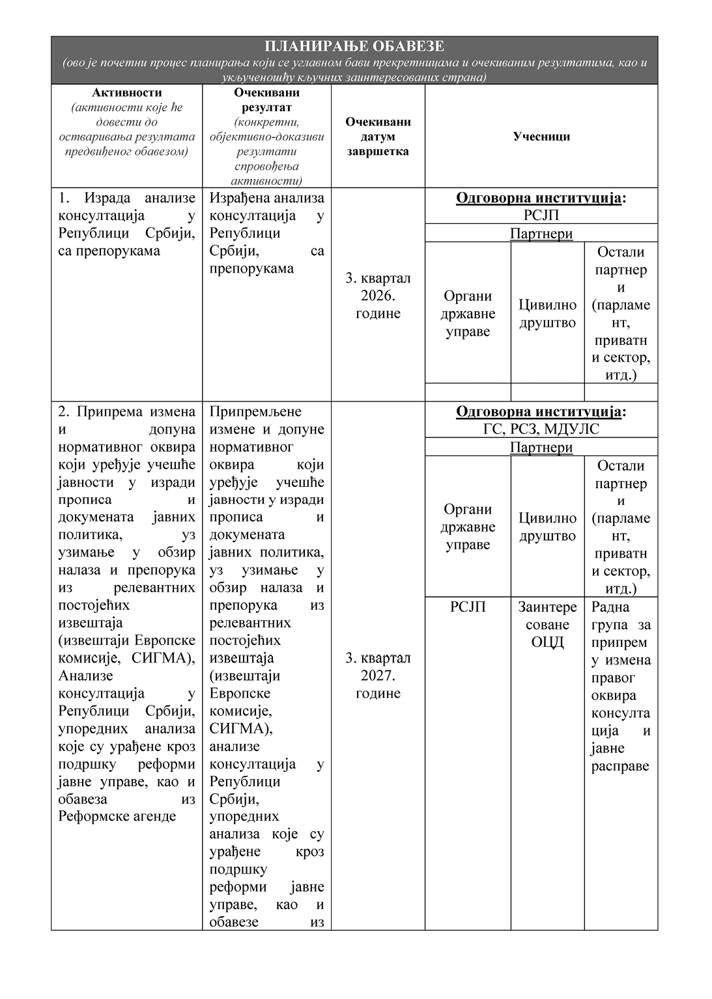 ПЛАНИРАЊЕ ОБАВЕЗЕ
(ово је почетни процес планирања који се углавном бави прекретницама и очекиваним резултатима, као и
укљученошћу кључних заинтересованих страна)
Активности
(активности које ће
довести до
остваривања резултата
предвиђеног обавезом)
Очекивани
резултат
(конкретни,
објективно-доказиви
резултати
спровођења
активности)
Очекивани
датум
завршетка
Учесници
1. Израда анализе
консултација у
Републици Србији,
са препорукама
Израђена анализа
консултација у
Републици
Србији, са
препорукама
3. квартал
2026.
године
Одговорна институција:
РСЈП
Партнери
Органи
државне
управе
Цивилно
друштво
Остали
партнер
и
(парламе
нт,
приватн
и сектор,
итд.)
2. Припрема измена
и допуна
нормативног оквира
који уређује учешће
јавности у изради
прописа и
докумената јавних
политика, уз
узимање у обзир
налаза и препорука
из релевантних
постојећих
извештаја
(извештаји Европске
комисије, СИГМА),
Анализе
консултација у
Републици Србији,
упоредних анализа
које су урађене кроз
подршку реформи
јавне управе, као и
обавеза из
Реформске агенде
Припремљене
измене и допуне
нормативног
оквира који
уређује учешће
јавности у изради
прописа и
докумената
јавних политика,
уз узимање у
обзир налаза и
препорука из
релевантних
постојећих
извештаја
(извештаји
Европске
комисије,
СИГМА),
анализе
консултација у
Републици
Србији,
упоредних
анализа које су
урађене кроз
подршку
реформи јавне
управе, као и
обавезе из
3. квартал
2027.
године
Одговорна институција:
ГС, РСЗ, МДУЛС
Партнери
Органи
државне
управе
Цивилно
друштво
Остали
партнер
и
(парламе
нт,
приватн
и сектор,
итд.)
РСЈП
Заинтере
соване
ОЦД
Радна
група за
припрем
у измена
правог
оквира
консулта
ција и
јавне
расправе